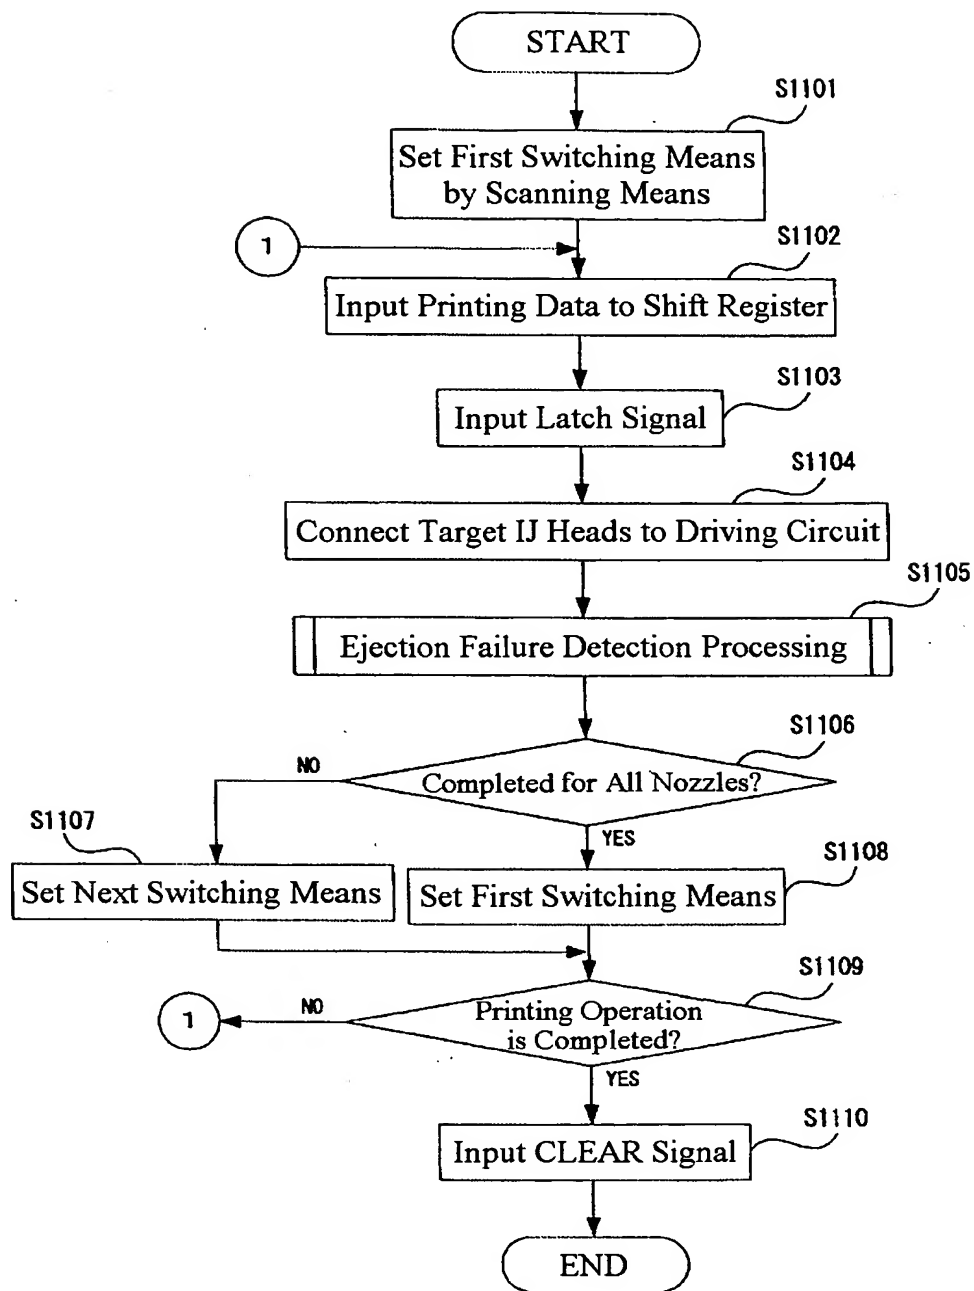 START
S1101
Set First Switching Means
by Scanning Means
1
S1102
Input Printing Data to Shift Register
S1103
Input Latch Signal
S1104
Connect Target IJ Heads to Driving Circuit
S1105
Ejection Failure Detection Processing
S1106
NO
Completed for All Nozzles?
YES
S1107
Set Next Switching Means
S1108
Set First Switching Means
S1109
1
NO
Printing Operation
is Completed?
YES
S1110
Input CLEAR Signal
END